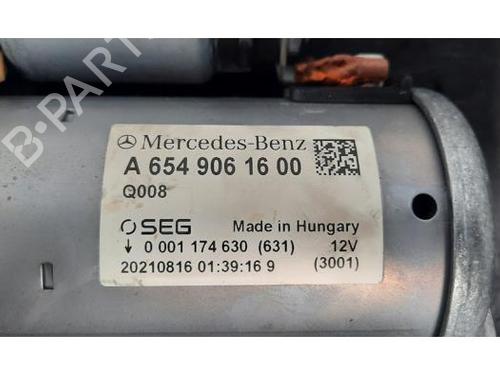 Mercedes-Benz
A 654 906 16 00
Q008
SEG Made in Hungary
0 001 174 630 (631) 12V
20210816 01:39:16 9 (3001)
B-PARTS